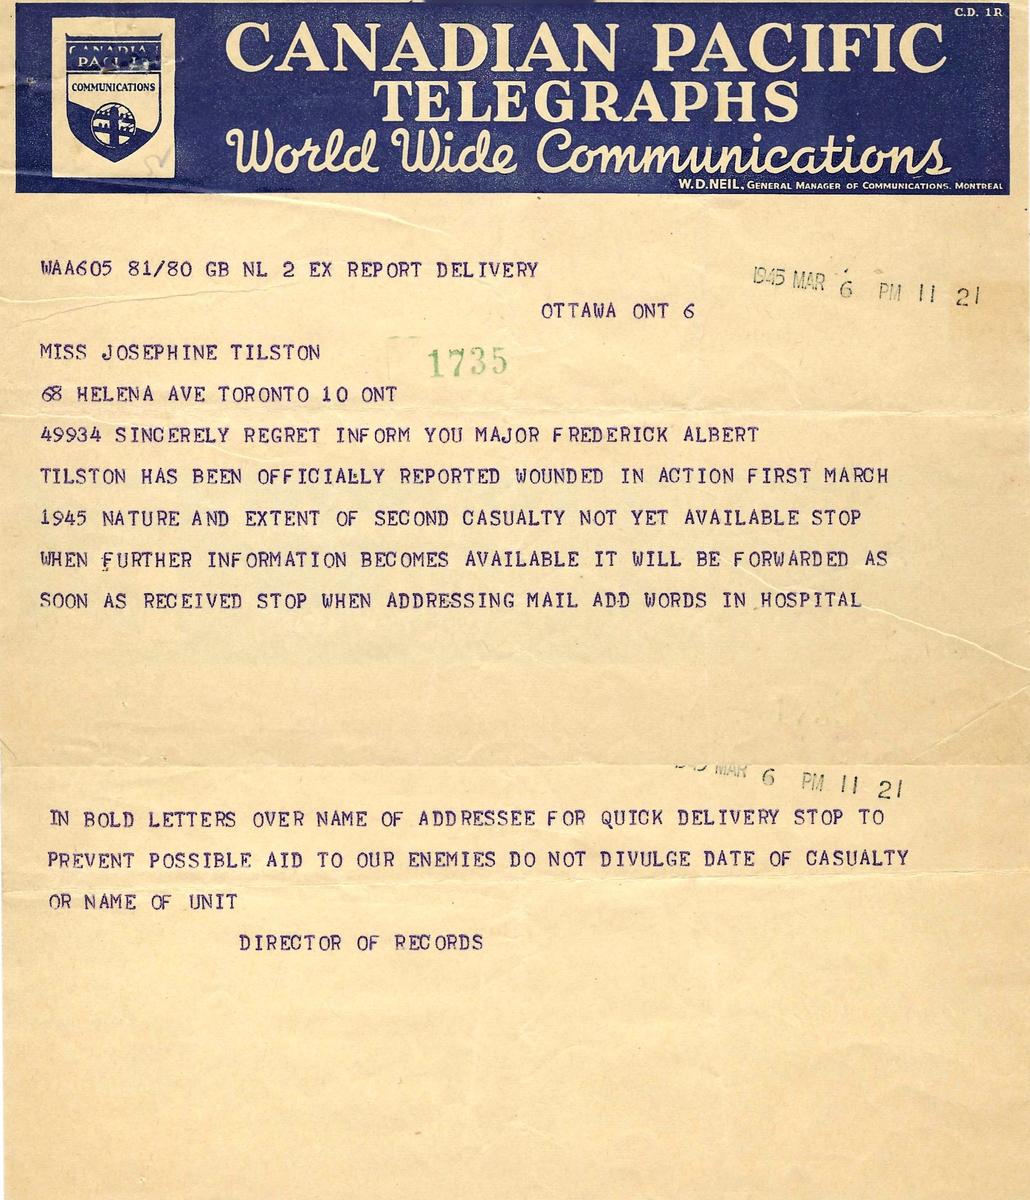 C.D. 1R
CANADIAN PACIFIC
COMMUNICATIONS
CANADIAN PACIFIC
TELEGRAPHS
World Wide Communications
W.D.NEIL, GENERAL MANAGER OF COMMUNICATIONS. MONTREAL
WAA605 81/80 GB NL 2 EX REPORT DELIVERY
1945 MAR 6 PM 11 21
OTTAWA ONT 6
MISS JOSEPHINE TILSTON
1735
68 HELENA AVE TORONTO 10 ONT
49934 SINCERELY REGRET INFORM YOU MAJOR FREDERICK ALBERT
TILSTON HAS BEEN OFFICIALLY REPORTED WOUNDED IN ACTION FIRST MARCH
1945 NATURE AND EXTENT OF SECOND CASUALTY NOT YET AVAILABLE STOP
WHEN FURTHER INFORMATION BECOMES AVAILABLE IT WILL BE FORWARDED AS
SOON AS RECEIVED STOP WHEN ADDRESSING MAIL ADD WORDS IN HOSPITAL
1945 MAR 6 PM 11 21
IN BOLD LETTERS OVER NAME OF ADDRESSEE FOR QUICK DELIVERY STOP TO
PREVENT POSSIBLE AID TO OUR ENEMIES DO NOT DIVULGE DATE OF CASUALTY
OR NAME OF UNIT
DIRECTOR OF RECORDS